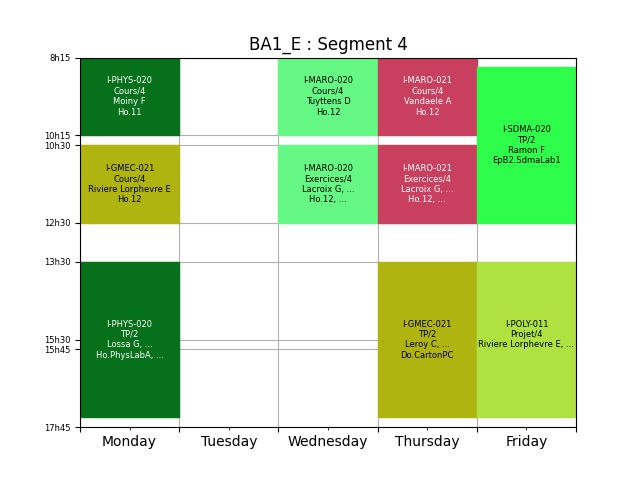 BA1_E : Segment 4
8h15
10h15
10h30
12h30
13h30
15h30
15h45
17h45
I-PHYS-020
Cours/4
Moiny F
Ho.11
I-GMEC-021
Cours/4
Riviere Lorphevre E
Ho.12
I-PHYS-020
TP/2
Lossa G, ...
Ho.PhysLabA, ...
I-MARO-020
Cours/4
Tuyttens D
Ho.12
I-MARO-020
Exercices/4
Lacroix G, ...
Ho.12, ...
I-MARO-021
Cours/4
Vandaele A
Ho.12
I-MARO-021
Exercices/4
Lacroix G, ...
Ho.12, ...
I-GMEC-021
TP/2
Leroy C, ...
Do.CartonPC
I-SDMA-020
TP/2
Ramon F
EpB2.SdmaLab1
I-POLY-011
Projet/4
Riviere Lorphevre E, ...
Monday
Tuesday
Wednesday
Thursday
Friday